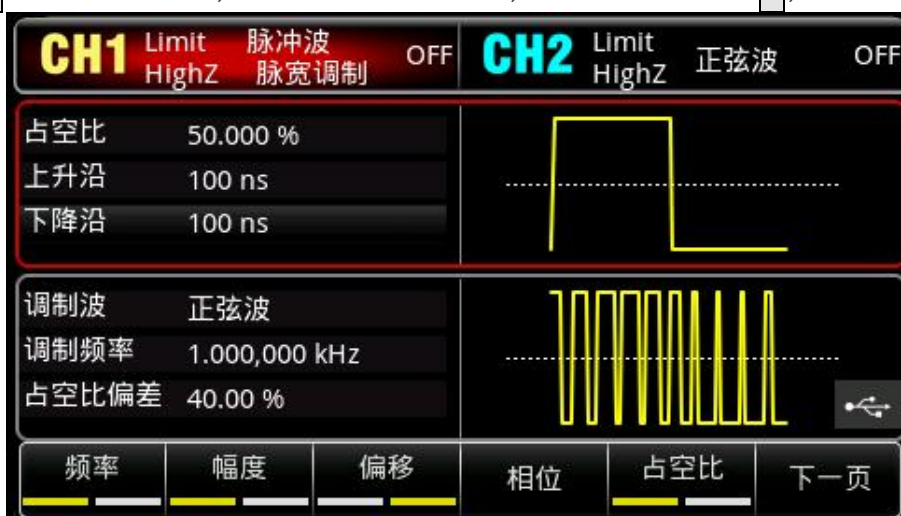 CH1 Limit 脉冲波 OFF CH2 Limit 正弦波 OFF
HighZ 脉宽调制 HighZ
占空比 50.000 %
上升沿 100 ns
下降沿 100 ns
调制波 正弦波
调制频率 1.000,000 kHz
占空比偏差 40.00 %
频率 幅度 偏移 相位 占空比 下一页